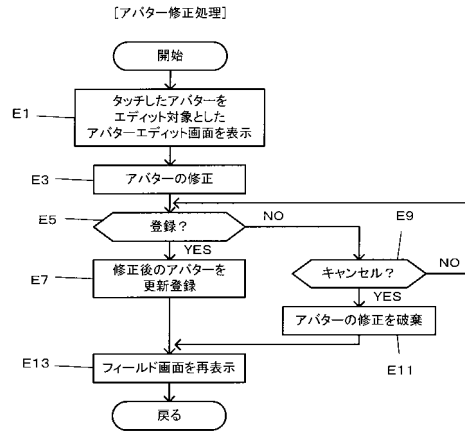 [アバター修正処理]
開始
E1
タッチしたアバターを
エディット対象とした
アバターエディット画面を表示
E3
アバターの修正
E5
登録?
NO
YES
E9
キャンセル?
NO
YES
E7
修正後のアバターを
更新登録
アバターの修正を破棄
E11
E13
フィールド画面を再表示
戻る